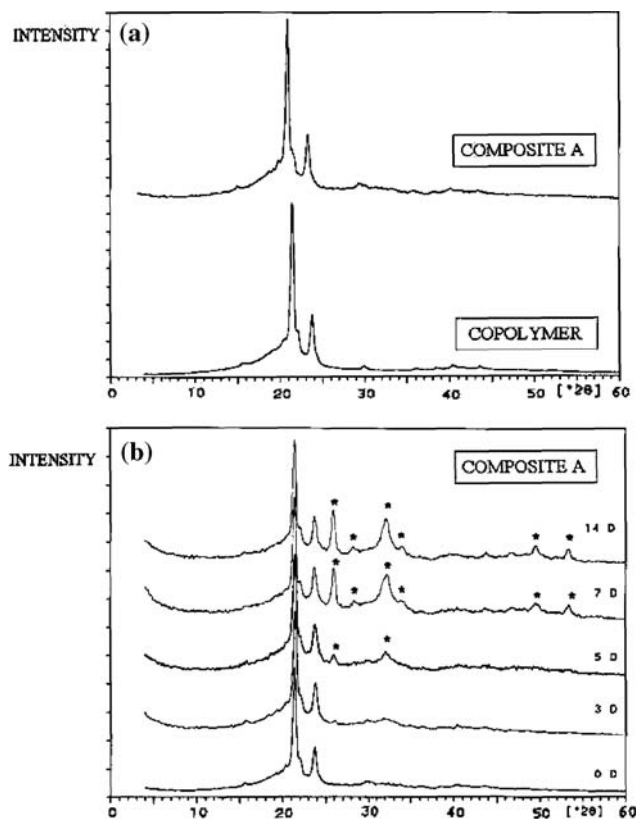 INTENSITY
(a)
COMPOSITE A
COPOLYMER
0 10 20 30 40 50 [°2θ] 60
INTENSITY
(b)
COMPOSITE A
* * * * * *
14 D
* * * * * *
7 D
* *
5 D
3 D
0 D
0 10 20 30 40 50 [°2θ] 60